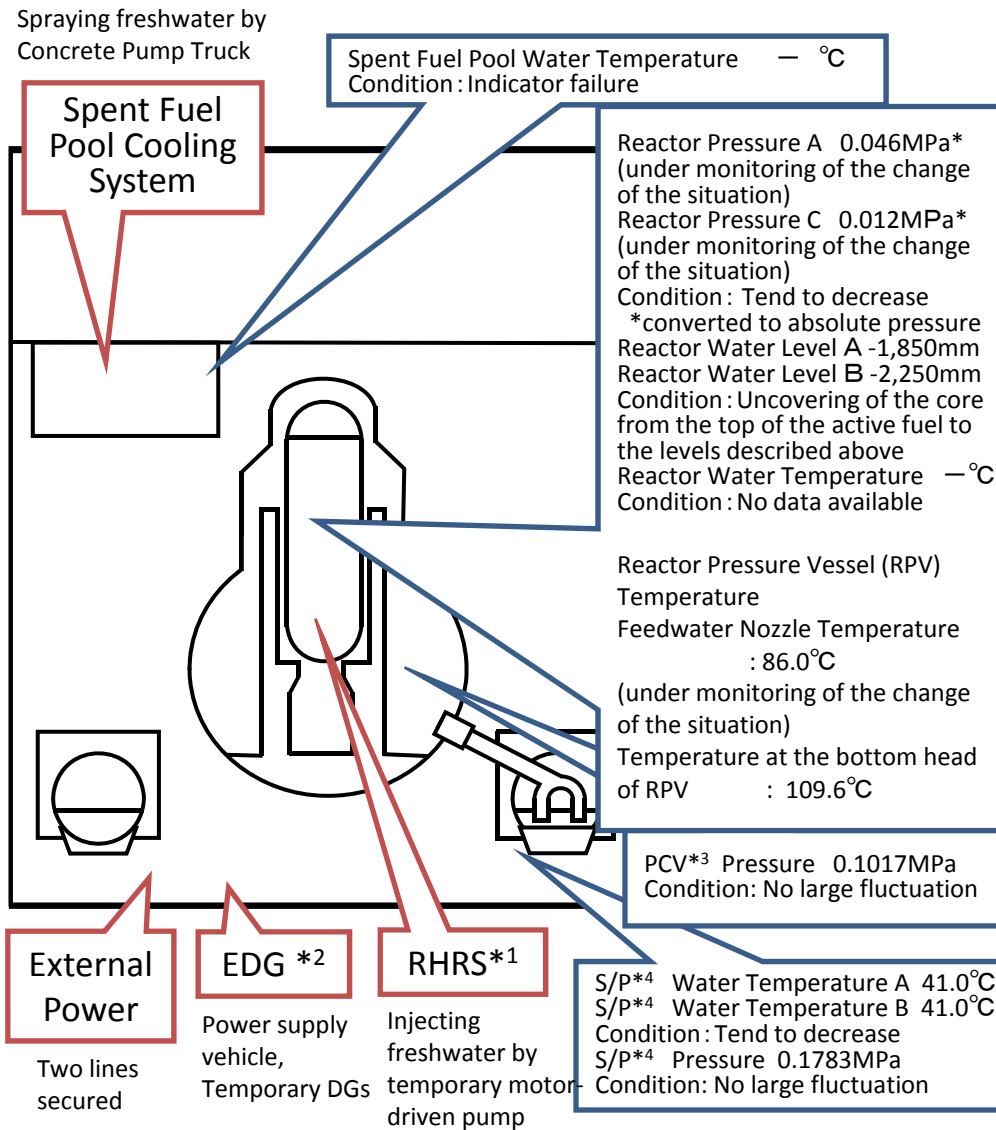 Spraying freshwater by
Concrete Pump Truck
Spent Fuel
Pool Cooling
System
Spent Fuel Pool Water Temperature － ℃
Condition：Indicator failure
Reactor Pressure A 0.046MPa*
(under monitoring of the change
of the situation)
Reactor Pressure C 0.012MPa*
(under monitoring of the change
of the situation)
Condition： Tend to decrease
*converted to absolute pressure
Reactor Water Level A -1,850mm
Reactor Water Level B -2,250mm
Condition：Uncovering of the core
from the top of the active fuel to
the levels described above
Reactor Water Temperature －℃
Condition：No data available
Reactor Pressure Vessel (RPV)
Temperature
Feedwater Nozzle Temperature
：86.0℃
(under monitoring of the change
of the situation)
Temperature at the bottom head
of RPV ：109.6℃
PCV*3 Pressure 0.1017MPa
Condition: No large fluctuation
S/P*4 Water Temperature A 41.0℃
S/P*4 Water Temperature B 41.0℃
Condition：Tend to decrease
S/P*4 Pressure 0.1783MPa
Condition: No large fluctuation
External
Power
Two lines
secured
EDG *2
Power supply
vehicle,
Temporary DGs
RHRS*1
Injecting
freshwater by
temporary motor-
driven pump